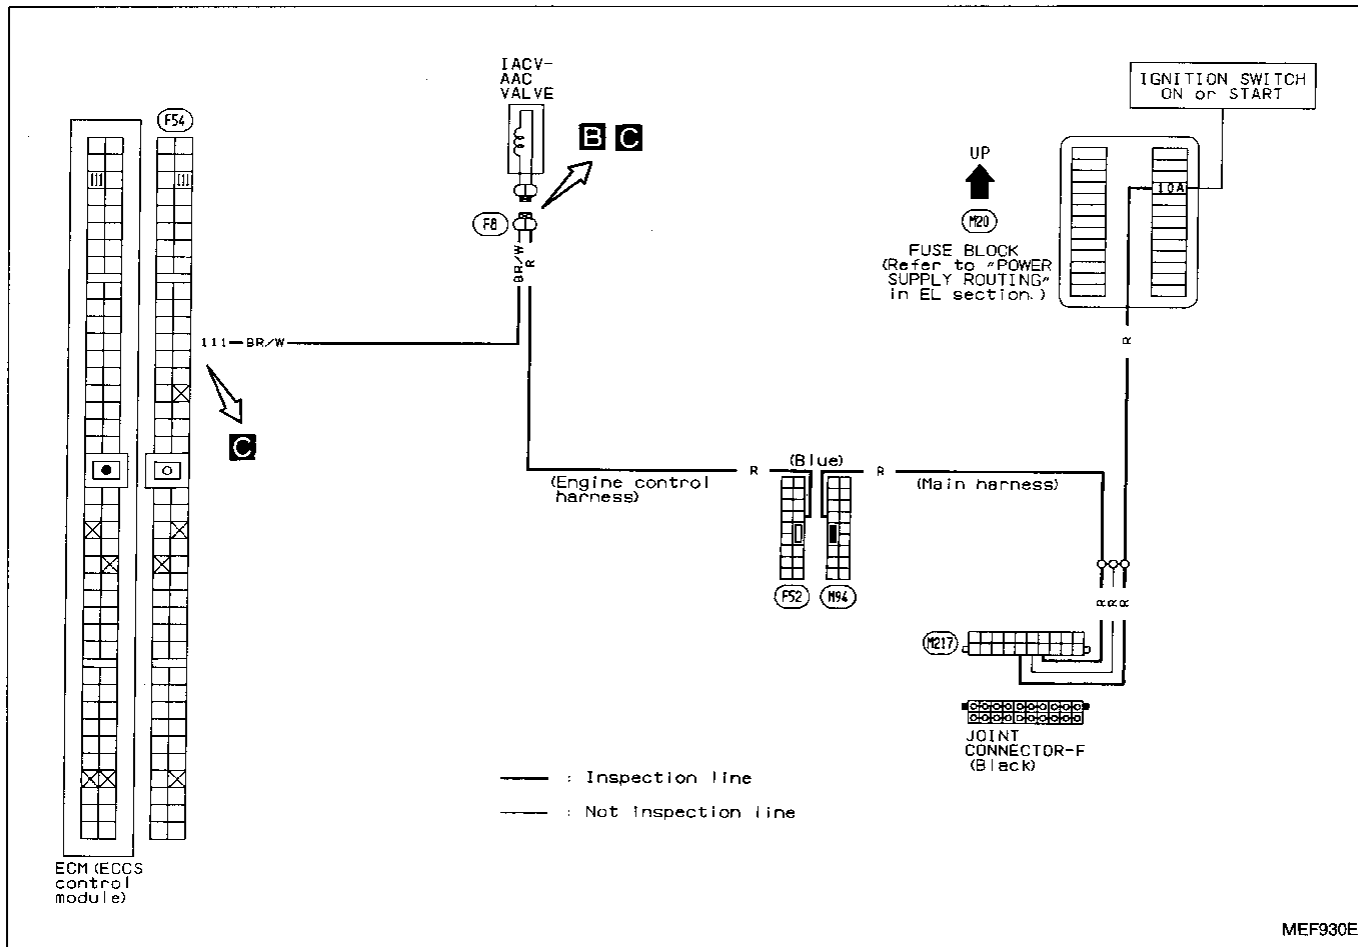 IACV-
AAC
VALVE
IGNITION SWITCH
ON or START
F54
B C
UP
10A
111
111
F8
M20
BR/W
R
FUSE BLOCK
(Refer to "POWER
SUPPLY ROUTING"
in EL section.)
111 BR/W
R
C
(Blue)
R
R
(Engine control
harness)
(Main harness)
F52
M94
R
R
R
M217
JOINT
CONNECTOR-F
(Black)
: Inspection line
: Not inspection line
ECM (ECCS
control
module)
MEF930E